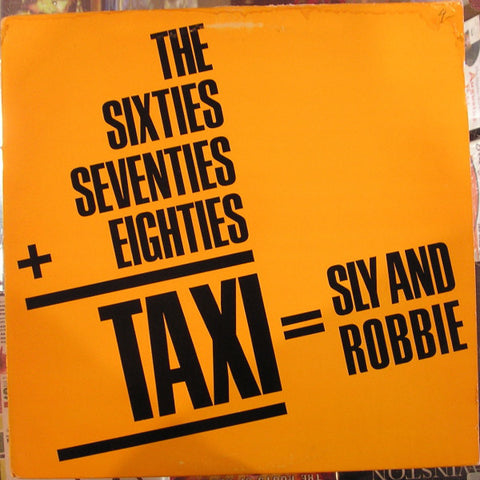 THE
SIXTIES
SEVENTIES
+ EIGHTIES
TAXI = SLY AND
ROBBIE